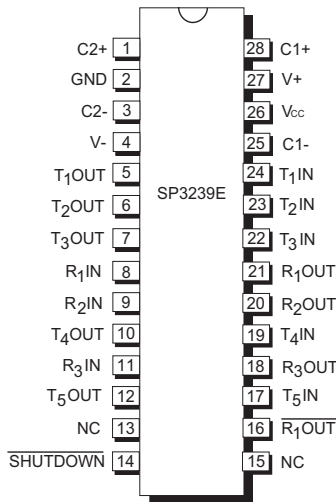 C2+ 1 28 C1+
GND 2 27 V+
C2- 3 26 VCC
V- 4 25 C1-
T1OUT 5 24 T1IN
SP3239E
T2OUT 6 23 T2IN
T3OUT 7 22 T3IN
R1IN 8 21 R1OUT
R2IN 9 20 R2OUT
T4OUT 10 19 T4IN
R3IN 11 18 R3OUT
T5OUT 12 17 T5IN
NC 13 16 R1OUT
SHUTDOWN 14 15 NC